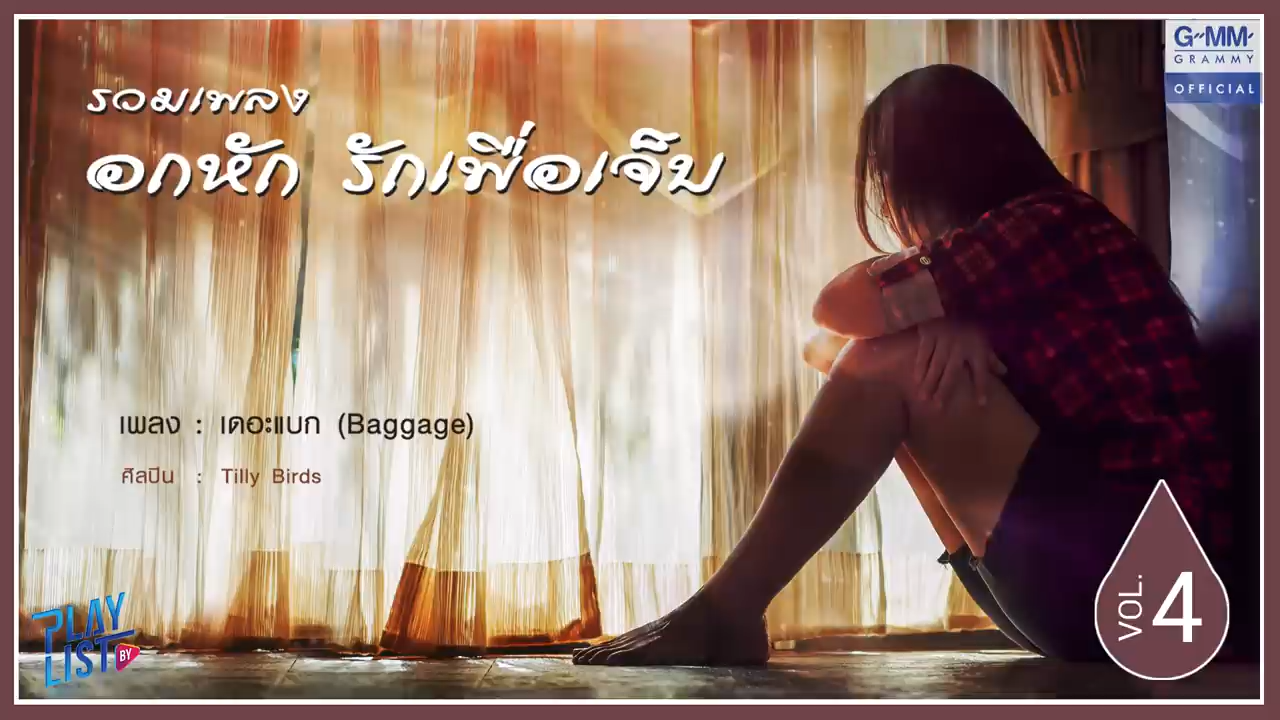 รวมเพลง
อกหัก รักเพื่อเจ็บ
G-MM-
GRAMMY
OFFICIAL
เพลง : เดอะแบก (Baggage)
ศิลปิน : Tilly Birds
PLAY
LIST BY
VOL. 4